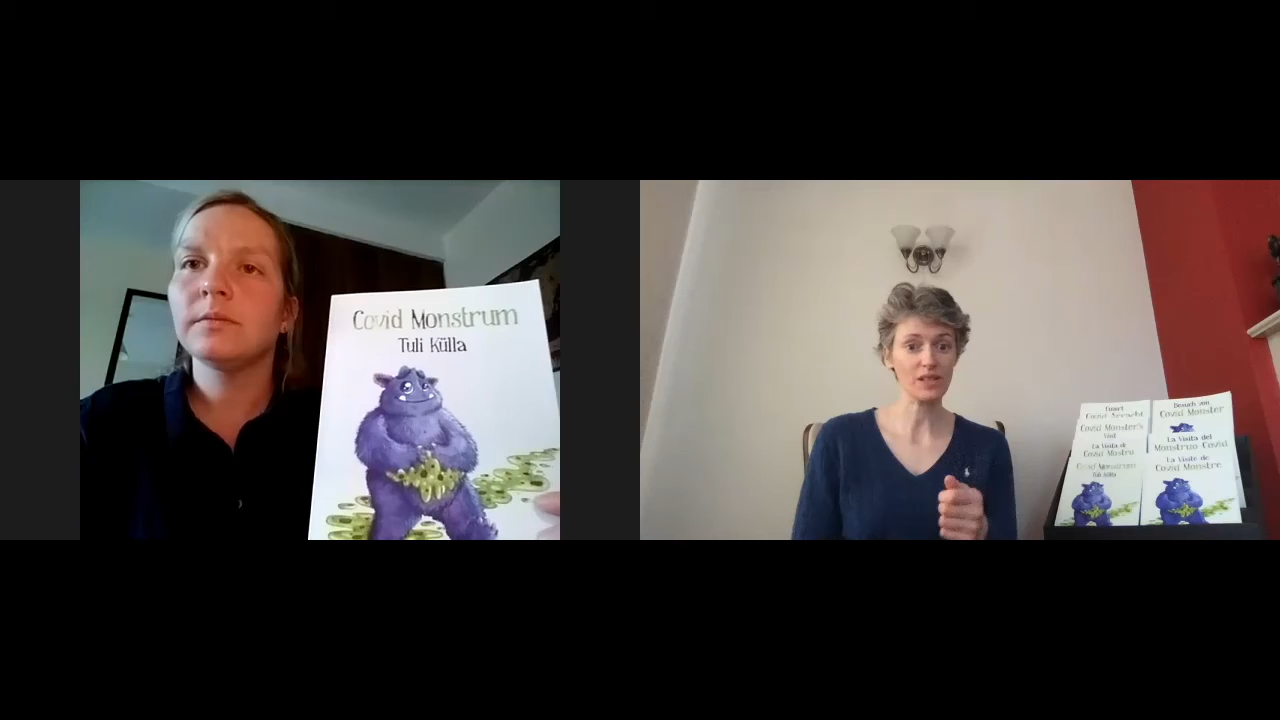 Covid Monstrum
Tuli Külla
Covid Monster's
Visit
La Visita di
Covid Mostro
Covid Monstrum
Tuli Külla
Besuch von
Covid Monster
La Visita del
Monstruo Covid
La Visite de
Covid Monstre